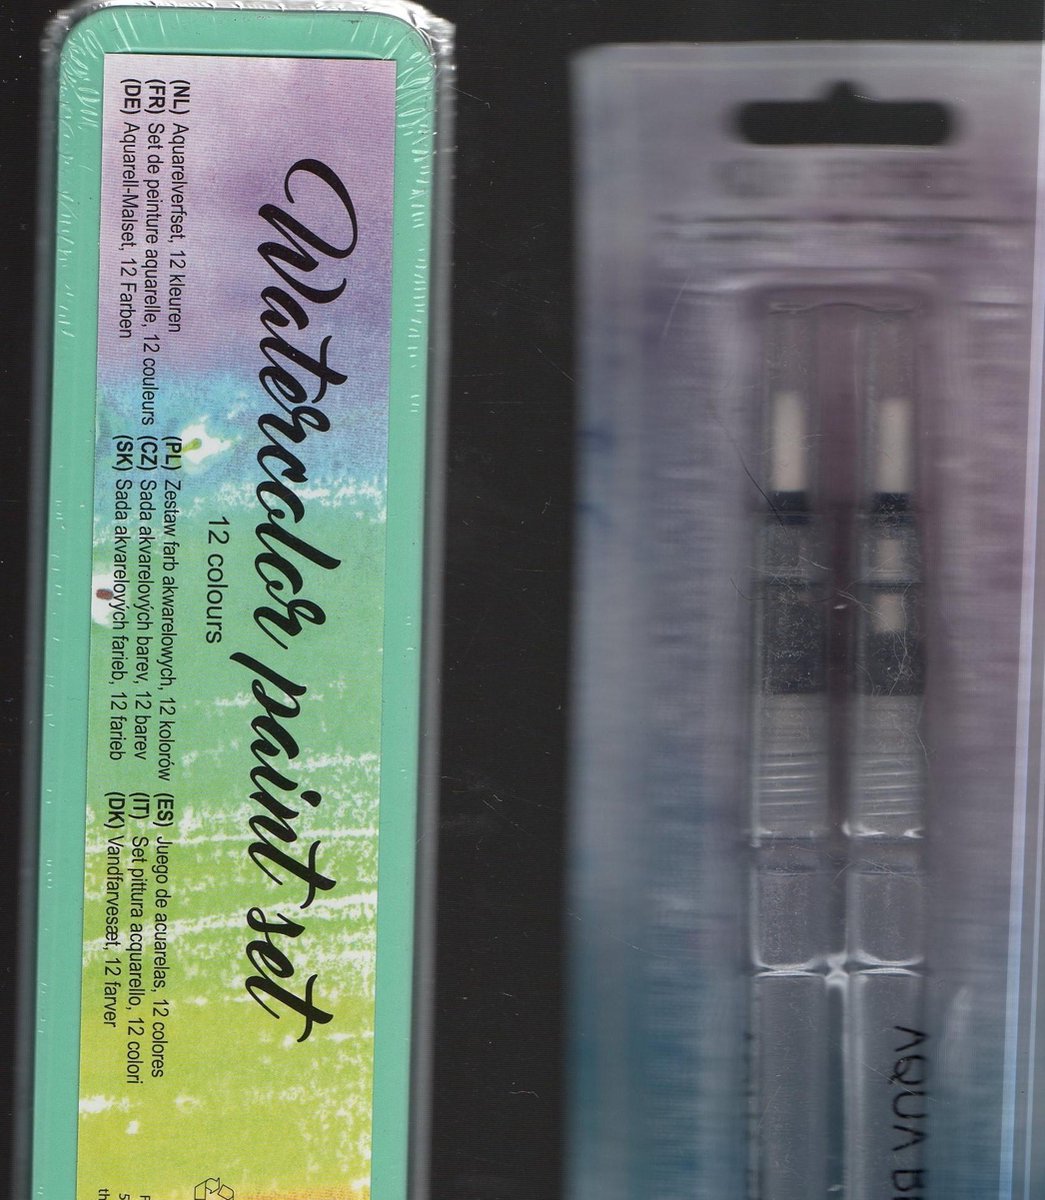 Watercolor paint set
12 colours
(NL) Aquarelverfset, 12 kleuren
(FR) Set de peinture aquarelle, 12 couleurs
(DE) Aquarell-Malset, 12 Farben
(PL) Zestaw farb akwarelowych, 12 kolorów
(CZ) Sada akvarelových barev, 12 barev
(SK) Sada akvarelových farieb, 12 farieb
(ES) Juego de acuarelas, 12 colores
(IT) Set pittura acquarello, 12 colori
(DK) Vandfarvesæt, 12 farver
AQUA B